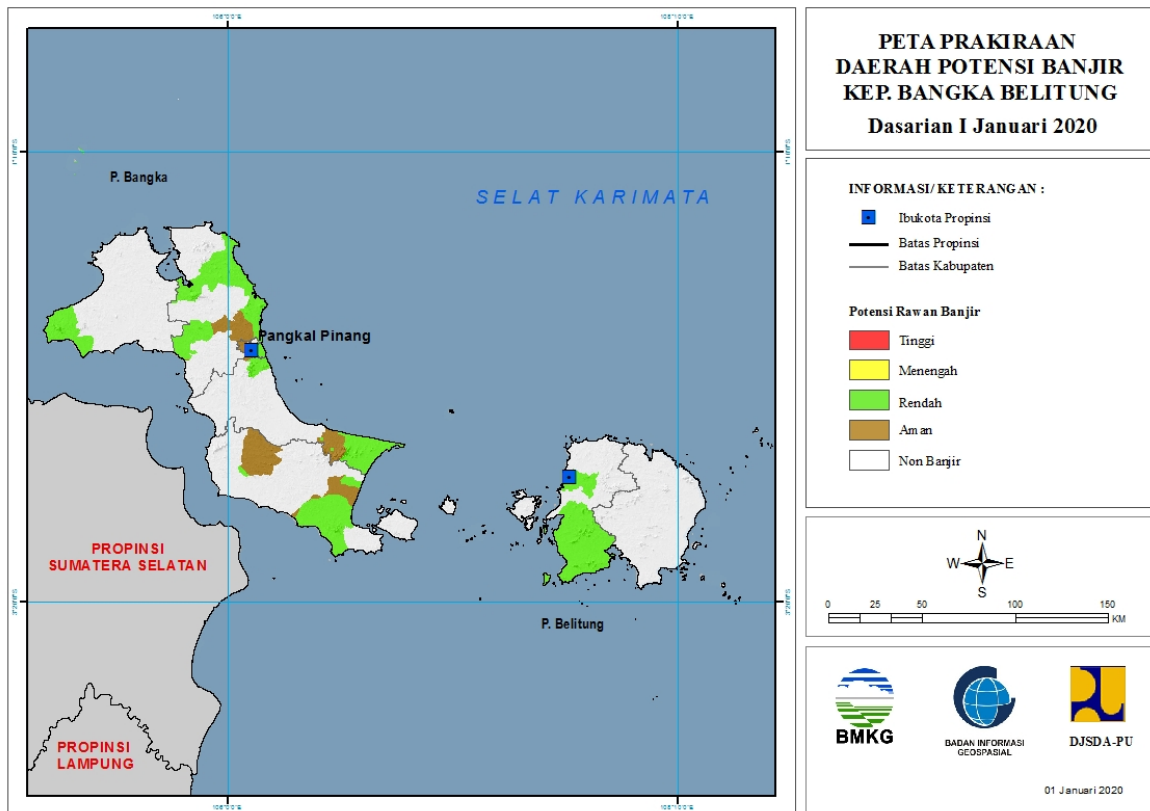 PETA PRAKIRAAN
DAERAH POTENSI BANJIR
KEP. BANGKA BELITUNG
Dasarian I Januari 2020
P. Bangka
SELAT KARIMATA
Pangkal Pinang
PROPINSI
SUMATERA SELATAN
P. Belitung
PROPINSI
LAMPUNG
INFORMASI/ KETERANGAN :
Ibukota Propinsi
Batas Propinsi
Batas Kabupaten
Potensi Rawan Banjir
Tinggi
Menengah
Rendah
Aman
Non Banjir
N
W E
S
0 25 50 100 150
KM
BMKG
BADAN INFORMASI
GEOSPASIAL
DJSDA-PU
01 Januari 2020